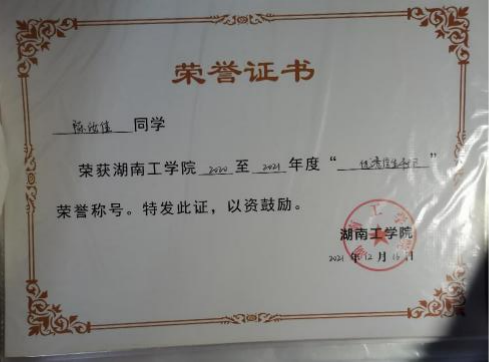 荣誉证书
同学
荣获湖南工学院 2020 至 2021 年度“ ”
荣誉称号。特发此证，以资鼓励。
湖南工学院
2021 年 12 月 日